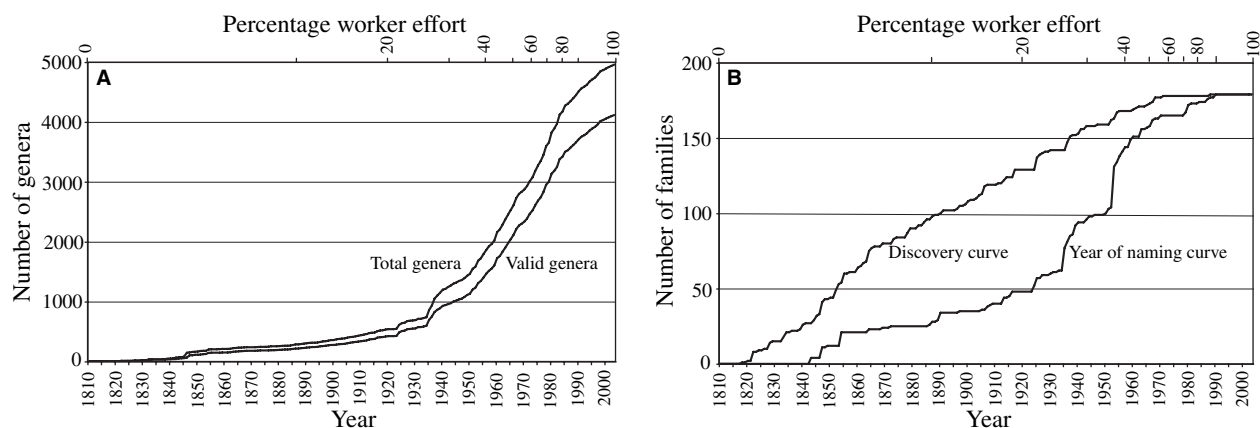 Percentage worker effort
0 20 40 60 80 100
A
Number of genera
5000
4000
3000
2000
1000
0
Total genera
Valid genera
1810 1820 1830 1840 1850 1860 1870 1880 1890 1900 1910 1920 1930 1940 1950 1960 1970 1980 1990 2000
Year
Percentage worker effort
0 20 40 60 80 100
B
Number of families
200
150
100
50
0
Discovery curve
Year of naming curve
1810 1820 1830 1840 1850 1860 1870 1880 1890 1900 1910 1920 1930 1940 1950 1960 1970 1980 1990 2000
Year